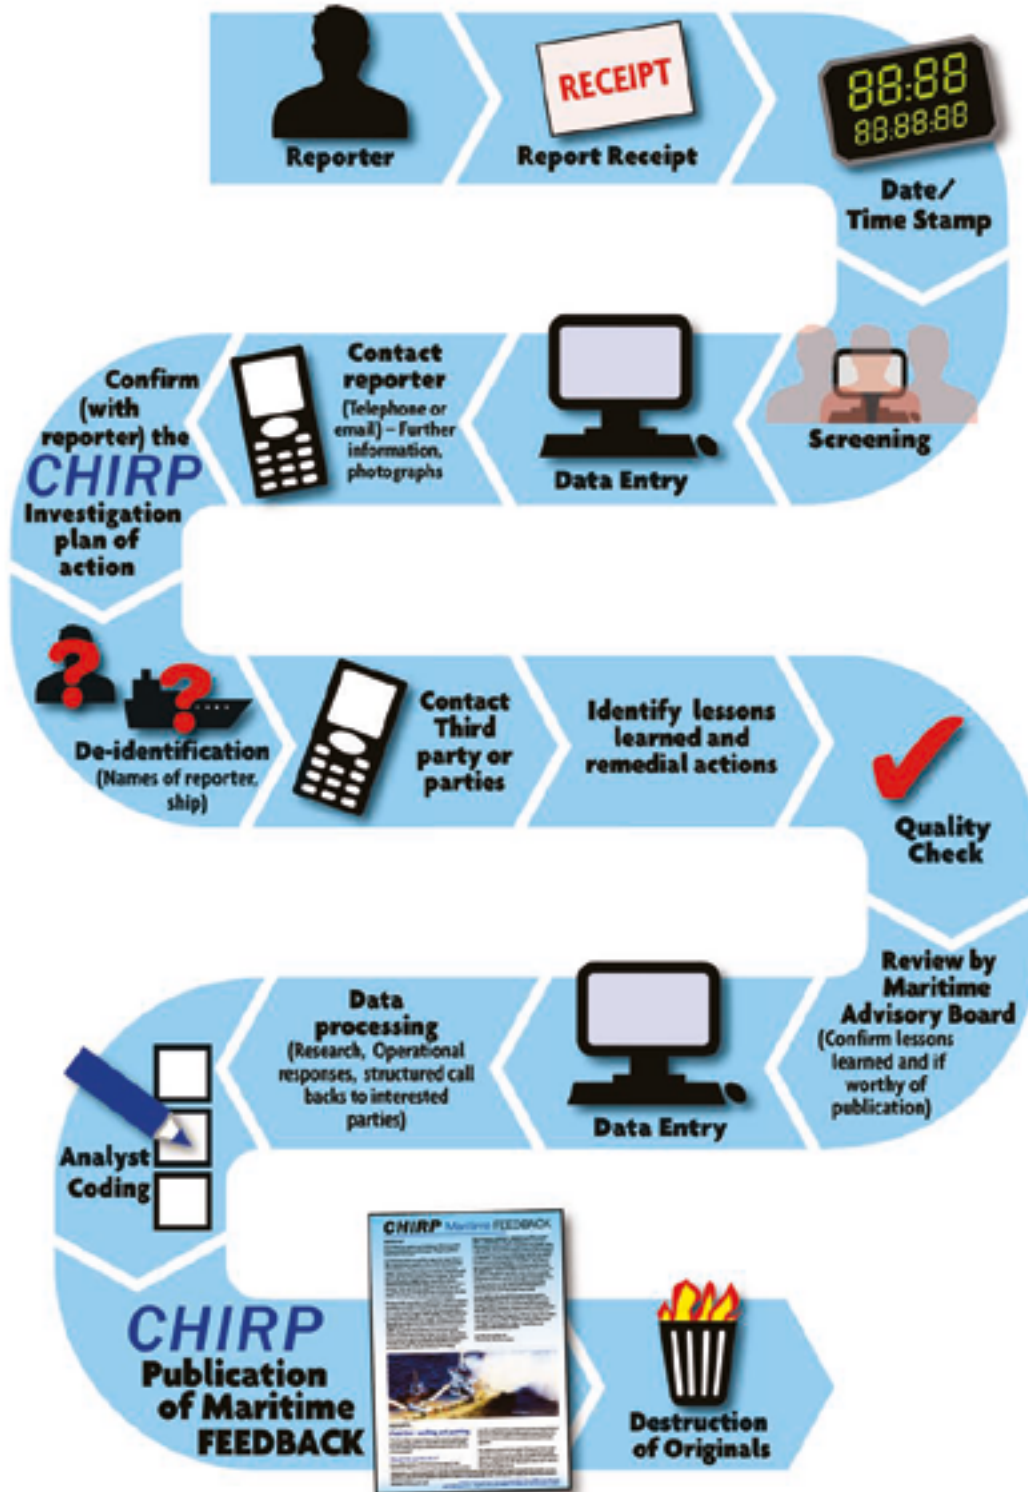 RECEIPT
Reporter
Report Receipt
88:88
88:88:88
Date/
Time Stamp
Screening
Data Entry
Contact
reporter
(Telephone or
email) – Further
information,
photographs
Confirm
(with
reporter) the
CHIRP
Investigation
plan of
action
? ?
De-identification
(Names of reporter,
ship)
Contact
Third
party or
parties
Identify lessons
learned and
remedial actions
Quality
Check
Review by
Maritime
Advisory Board
(Confirm lessons
learned and if
worthy of
publication)
Data Entry
Data
processing
(Research, Operational
responses, structured call
backs to interested
parties)
Analyst
Coding
CHIRP
Publication
of Maritime
FEEDBACK
CHIRP Maritime FEEDBACK
Destruction
of Originals